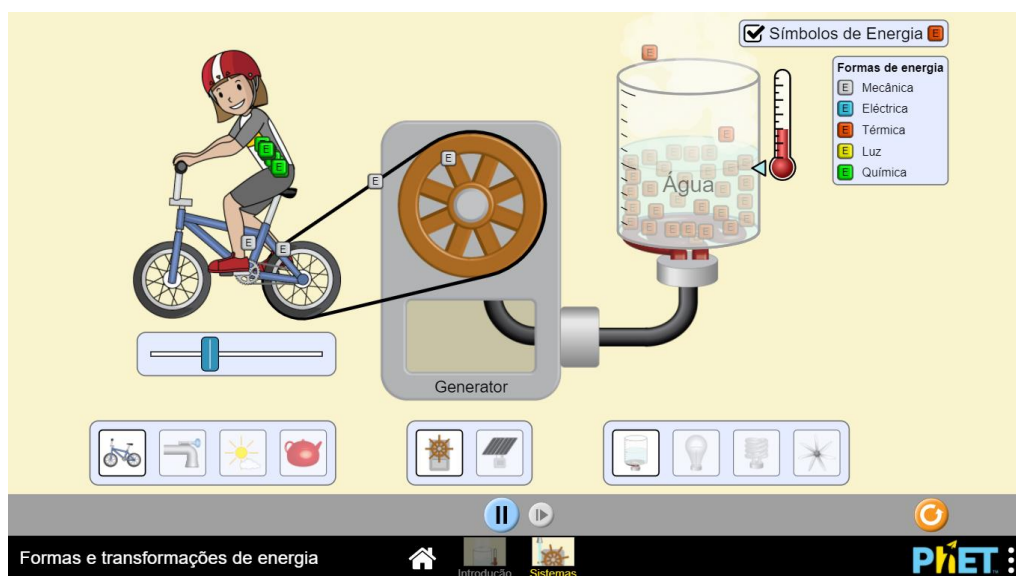 Símbolos de Energia E
Formas de energia
E Mecânica
E Eléctrica
E Térmica
E Luz
E Química
Água
Generator
Formas e transformações de energia
Introdução
Sistemas
PhET